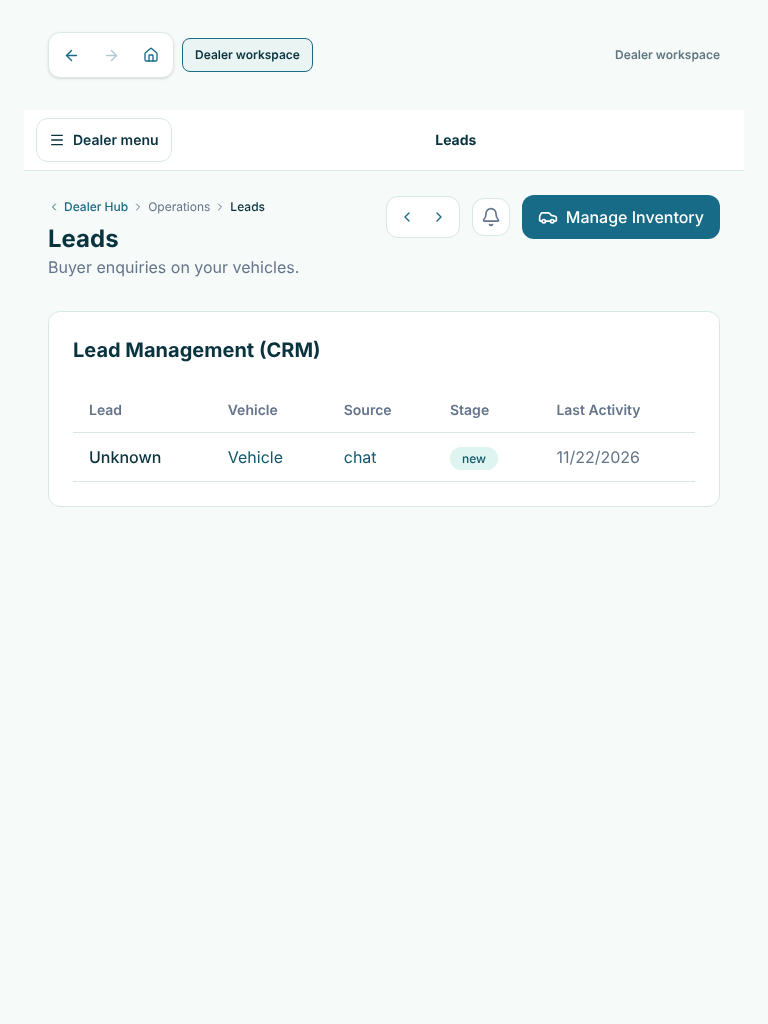 Dealer workspace
Dealer workspace
Dealer menu
Leads
Dealer Hub Operations Leads
Leads
Buyer enquiries on your vehicles.
Manage Inventory
Lead Management (CRM)
Lead Vehicle Source Stage Last Activity
Unknown Vehicle chat new 11/22/2026